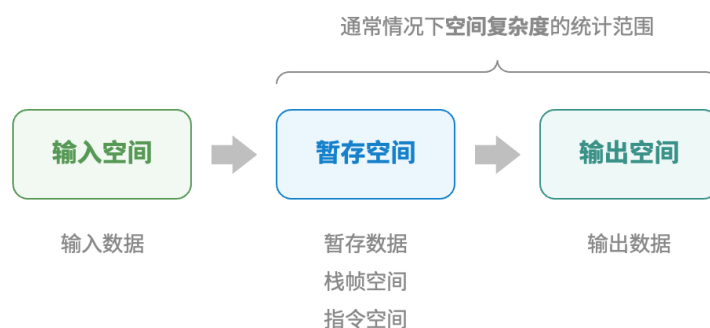 通常情况下空间复杂度的统计范围
输入空间
暂存空间
输出空间
输入数据
暂存数据
输出数据
栈帧空间
指令空间